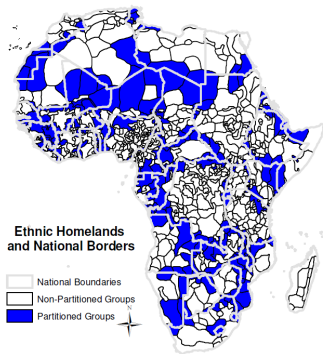 Ethnic Homelands
and National Borders
National Boundaries
Non-Partitioned Groups
Partitioned Groups
N